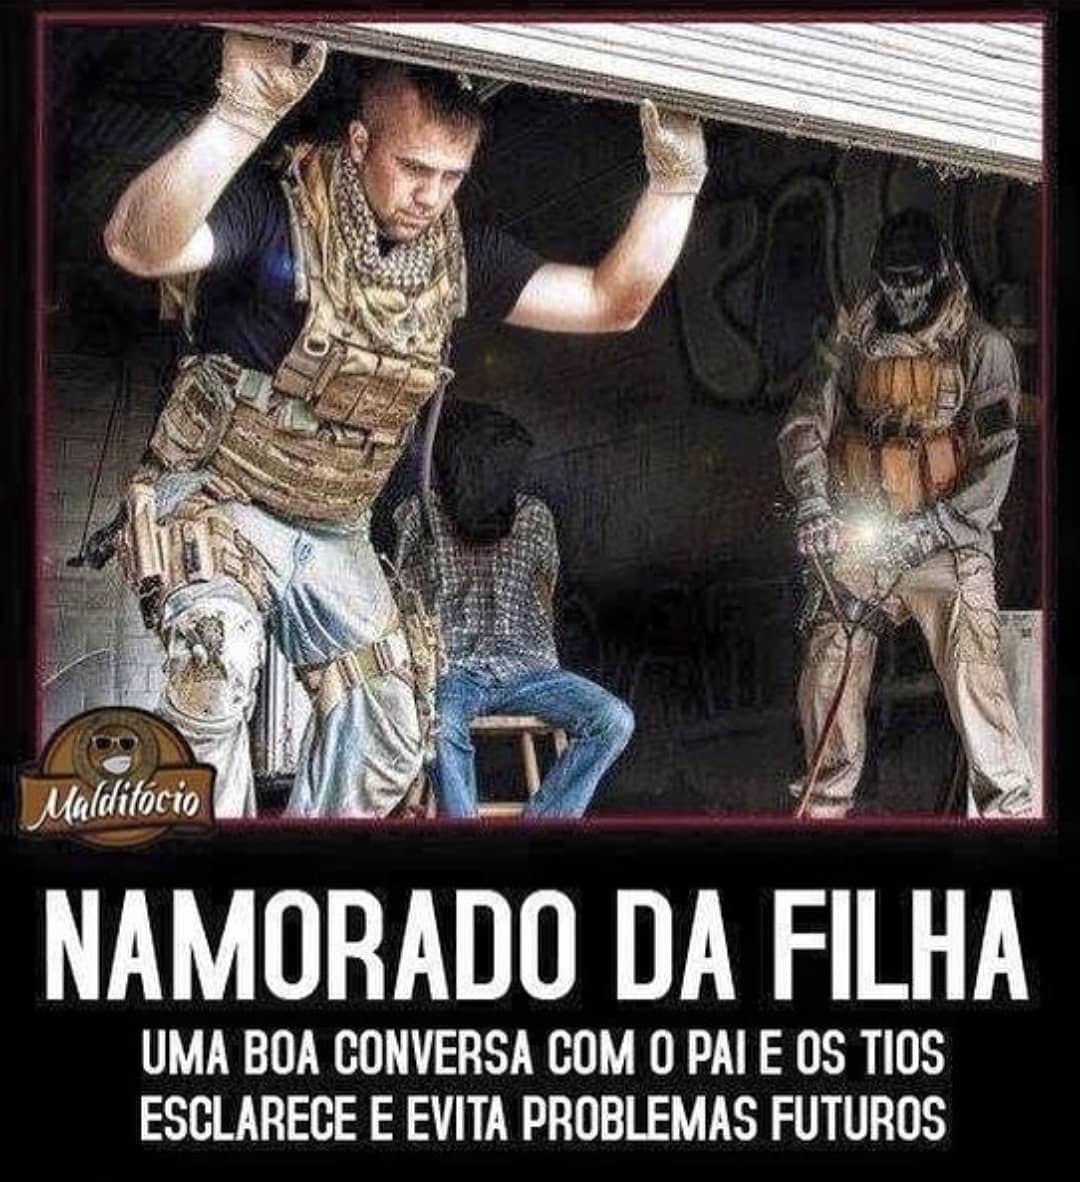 Malditócio
NAMORADO DA FILHA
UMA BOA CONVERSA COM O PAI E OS TIOS
ESCLARECE E EVITA PROBLEMAS FUTUROS